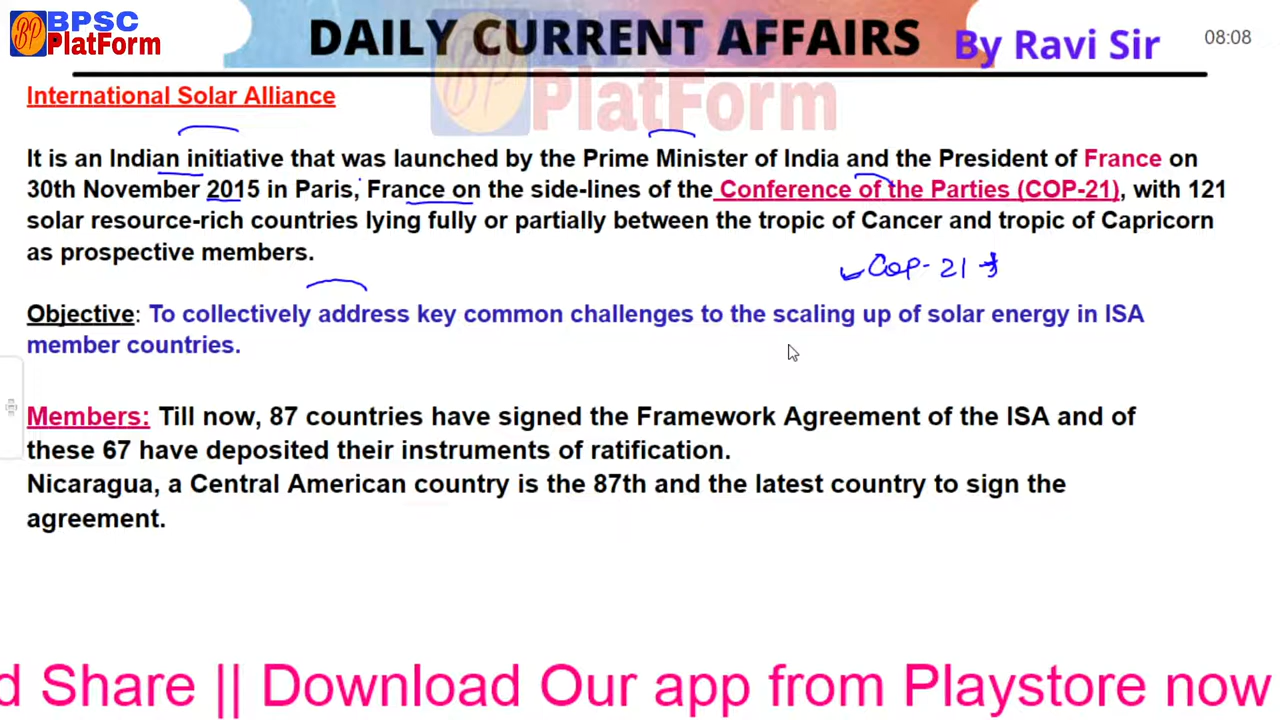 BPSC
PlatForm
DAILY CURRENT AFFAIRS
By Ravi Sir
08:08
PlatForm
International Solar Alliance
It is an Indian initiative that was launched by the Prime Minister of India and the President of France on
30th November 2015 in Paris, France on the side-lines of the Conference of the Parties (COP-21), with 121
solar resource-rich countries lying fully or partially between the tropic of Cancer and tropic of Capricorn
as prospective members.
COP-21
Objective: To collectively address key common challenges to the scaling up of solar energy in ISA
member countries.
Members: Till now, 87 countries have signed the Framework Agreement of the ISA and of
these 67 have deposited their instruments of ratification.
Nicaragua, a Central American country is the 87th and the latest country to sign the
agreement.
d Share || Download Our app from Playstore now